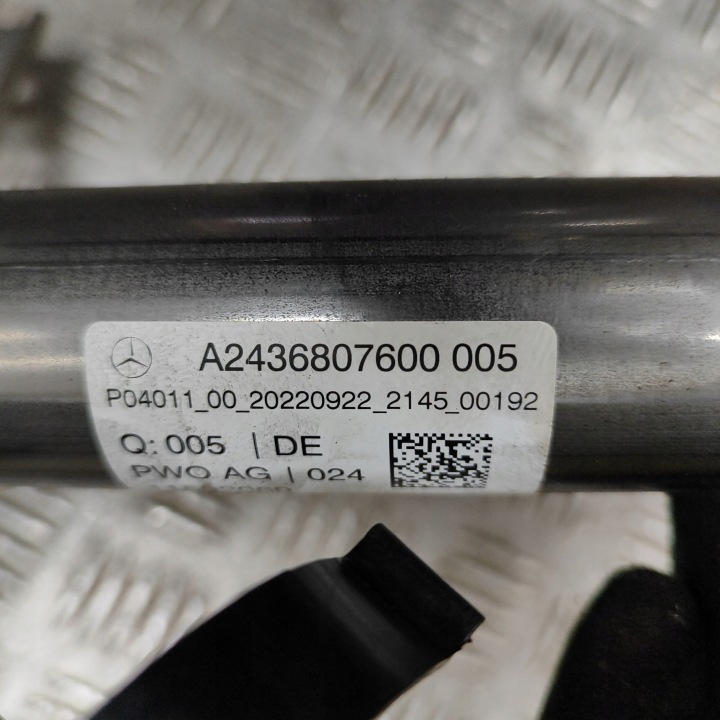 A2436807600 005
P04011_00_20220922_2145_00192
Q: 005 | DE
PWO AG | 024